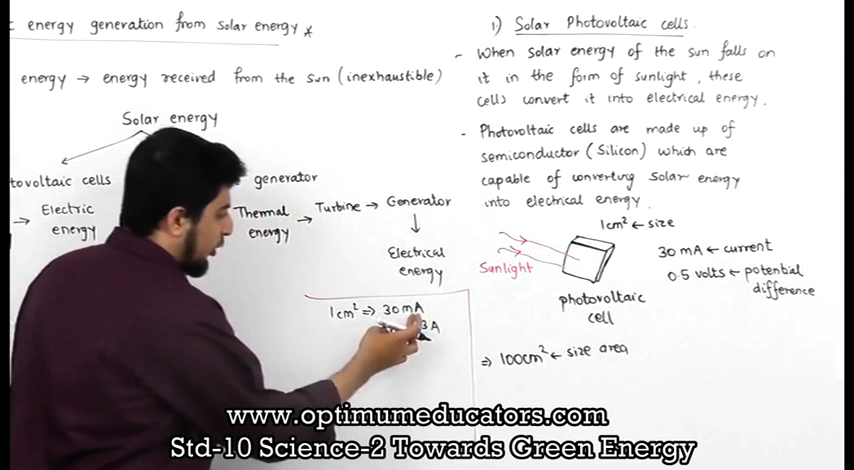 energy generation from solar energy *
energy → energy received from the sun (inexhaustible)
Solar energy
tovoltaic cells
generator
→ Electric energy
Thermal energy → Turbine → Generator
Electrical
energy
1cm² => 30mA
3A
1) Solar Photovoltaic cells
- When solar energy of the sun falls on
it in the form of sunlight, these
cells convert it into electrical energy.
- Photovoltaic cells are made up of
semiconductor (Silicon) which are
capable of converting Solar energy
into electrical energy.
1cm² ← size
Sunlight
photovoltaic
cell
30 mA ← current
0.5 volts ← potential
difference
=> 100cm² ← size area
www.optimumeducators.com
Std-10 Science-2 Towards Green Energy